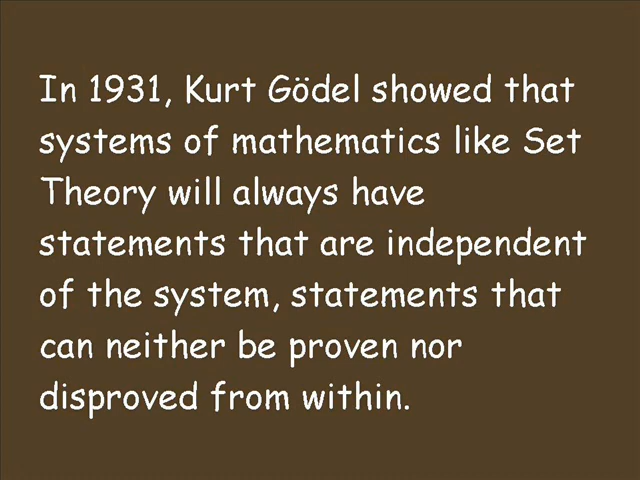 In 1931, Kurt Gödel showed that
systems of mathematics like Set
Theory will always have
statements that are independent
of the system, statements that
can neither be proven nor
disproved from within.